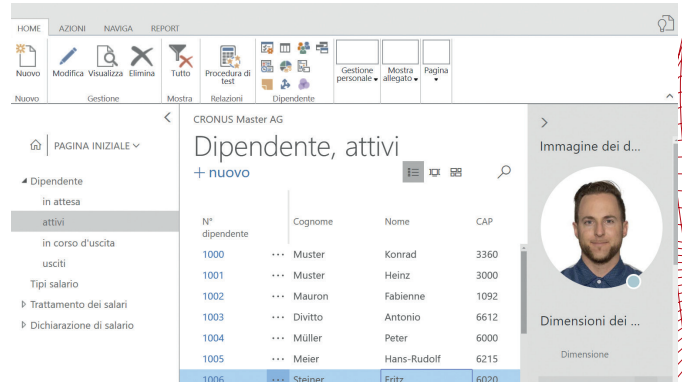 HOME AZIONI NAVIGA REPORT
Nuovo Modifica Visualizza Elimina Tutto Procedura di test Gestione personale Mostra allegato Pagina
Nuovo Gestione Mostra Relazioni Dipendente
PAGINA INIZIALE
Dipendente
in attesa
attivi
in corso d'uscita
usciti
Tipi salario
Trattamento dei salari
Dichiarazione di salario
CRONUS Master AG
Dipendente, attivi
+ nuovo
N° dipendente Cognome Nome CAP
1000 ··· Muster Konrad 3360
1001 ··· Muster Heinz 3000
1002 ··· Mauron Fabienne 1092
1003 ··· Divitto Antonio 6612
1004 ··· Müller Peter 6000
1005 ··· Meier Hans-Rudolf 6215
1006 ··· Steiner Fritz 6020
Immagine dei d...
Dimensioni dei ...
Dimensione